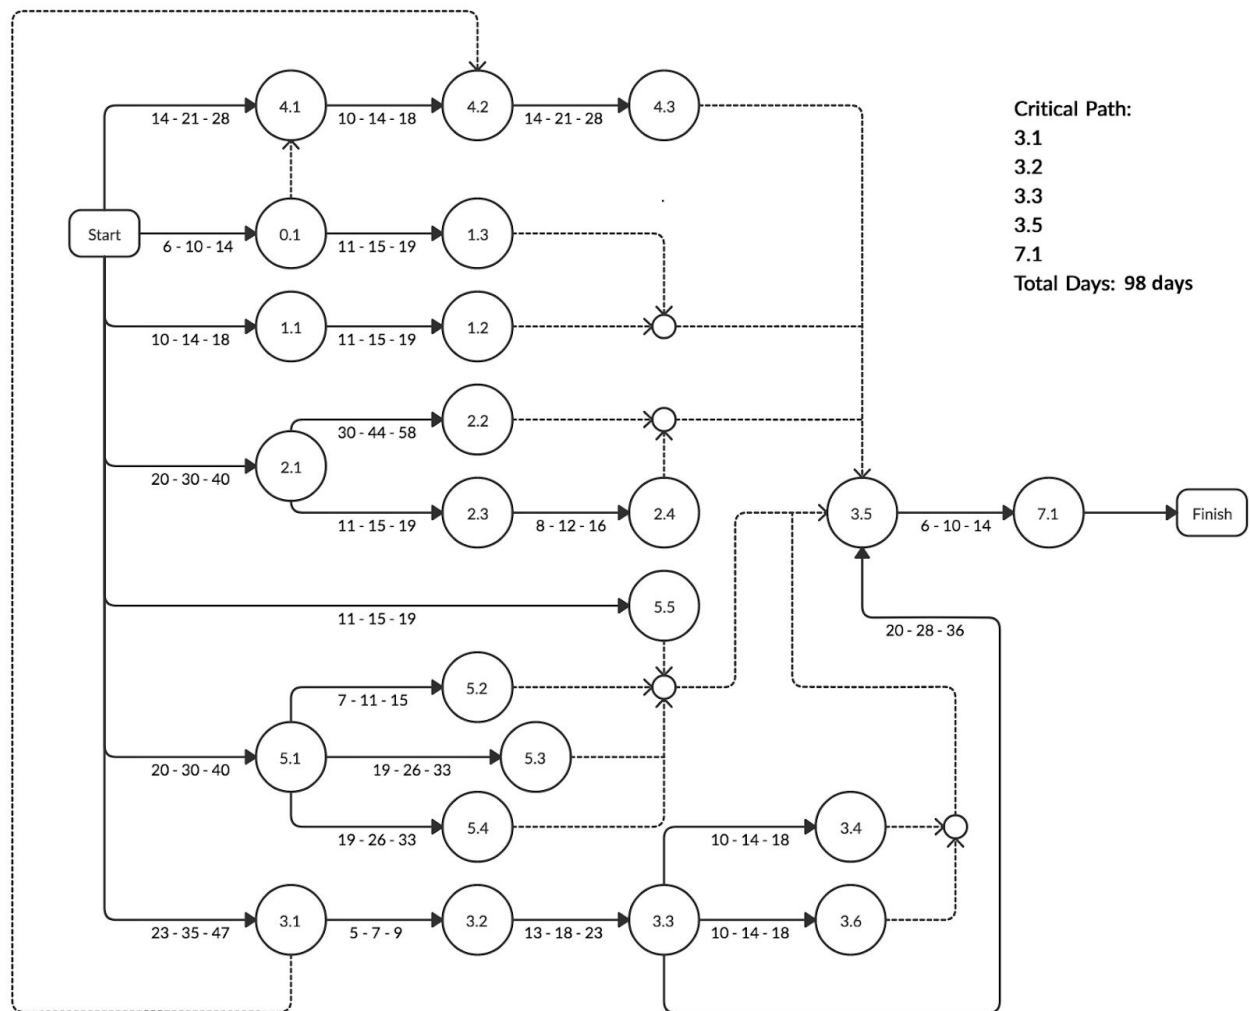 4.1
4.2
4.3
14 - 21 - 28
10 - 14 - 18
14 - 21 - 28
Critical Path:
3.1
3.2
3.3
3.5
7.1
Total Days: 98 days
Start
0.1
1.3
6 - 10 - 14
11 - 15 - 19
1.1
1.2
10 - 14 - 18
11 - 15 - 19
2.2
30 - 44 - 58
2.1
20 - 30 - 40
2.3
2.4
11 - 15 - 19
8 - 12 - 16
3.5
7.1
Finish
6 - 10 - 14
5.5
11 - 15 - 19
20 - 28 - 36
5.2
7 - 11 - 15
5.1
5.3
20 - 30 - 40
19 - 26 - 33
5.4
19 - 26 - 33
3.4
10 - 14 - 18
3.1
3.2
3.3
3.6
23 - 35 - 47
5 - 7 - 9
13 - 18 - 23
10 - 14 - 18